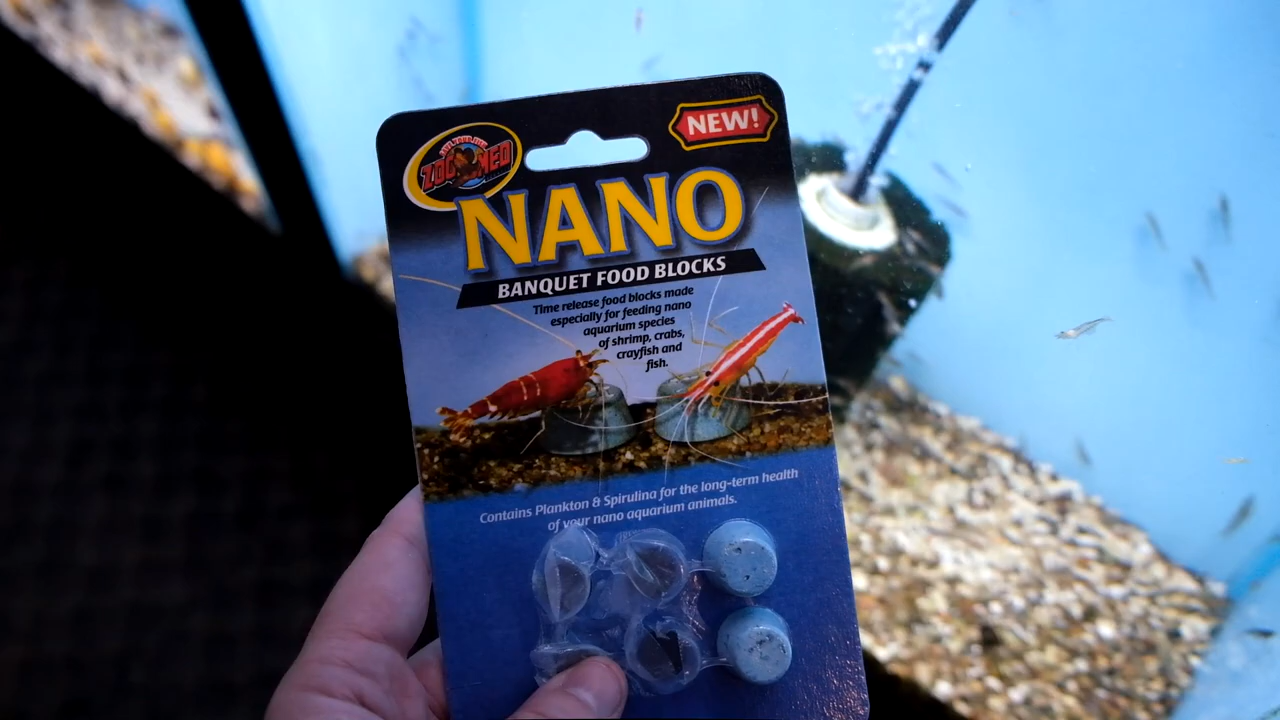 NEW!
ZOO MED
NANO
BANQUET FOOD BLOCKS
Time release food blocks made
especially for feeding nano
aquarium species
of shrimp, crabs,
crayfish and
fish.
Contains Plankton & Spirulina for the long-term health
of your nano aquarium animals.